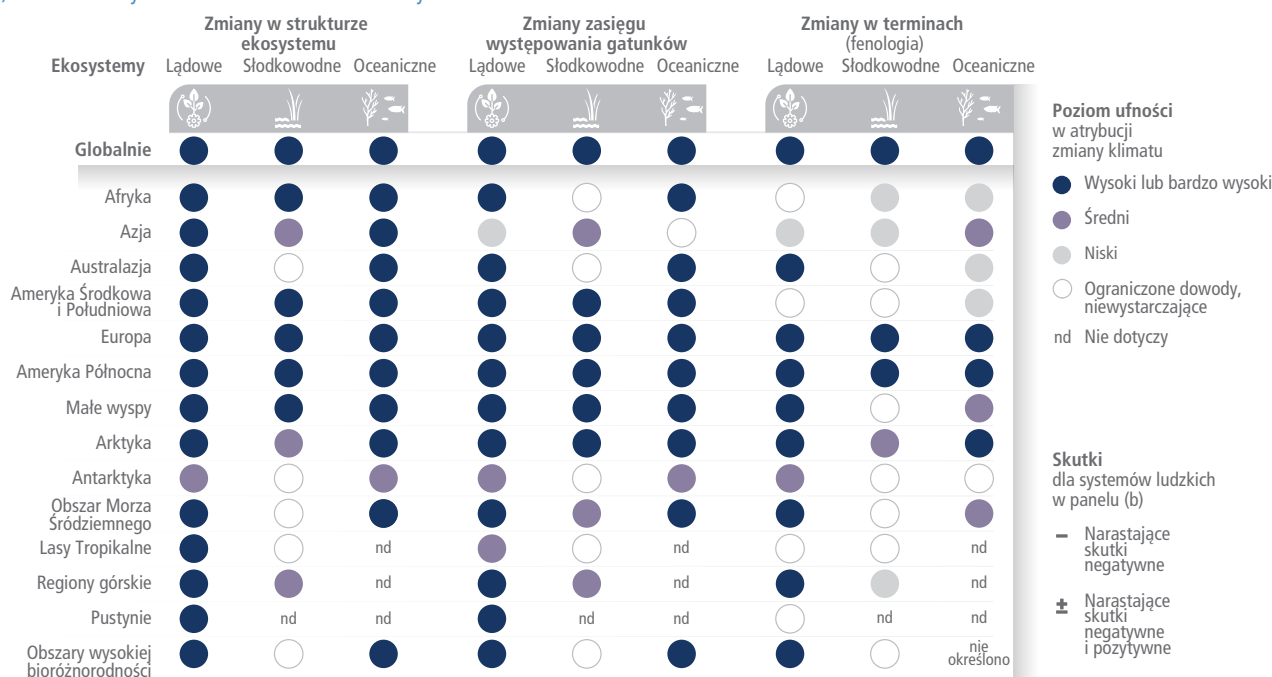 Zmiany w strukturze
ekosystemu
Zmiany zasięgu
występowania gatunków
Zmiany w terminach
(fenologia)
Ekosystemy Lądowe Słodkowodne Oceaniczne Lądowe Słodkowodne Oceaniczne Lądowe Słodkowodne Oceaniczne
Globalnie
Afryka
Azja
Australazja
Ameryka Środkowa
i Południowa
Europa
Ameryka Północna
Małe wyspy
Arktyka
Antarktyka
Obszar Morza
Śródziemnego
Lasy Tropikalne nd nd nd
Regiony górskie nd nd nd
Pustynie nd nd nd nd nd nd
Obszary wysokiej
bioróżnorodności
nie
określono
Poziom ufności
w atrybucji
zmiany klimatu
Wysoki lub bardzo wysoki
Średni
Niski
Ograniczone dowody,
niewystarczające
nd Nie dotyczy
Skutki
dla systemów ludzkich
w panelu (b)
– Narastające
skutki
negatywne
± Narastające
skutki
negatywne
i pozytywne